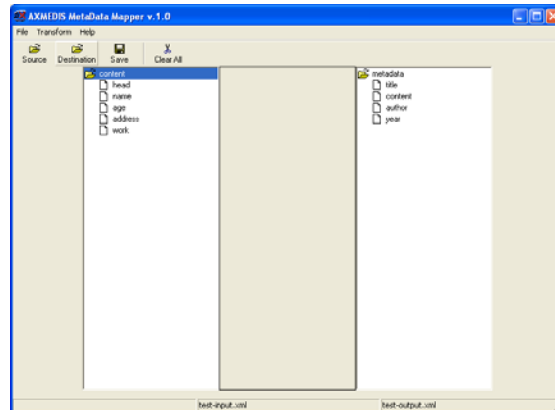 AXMEDIS MetaData Mapper v.1.0
File Transform Help
Source Destination Save Clear All
content
head
name
age
address
work
metadata
title
content
author
year
test-input.xml test-output.xml